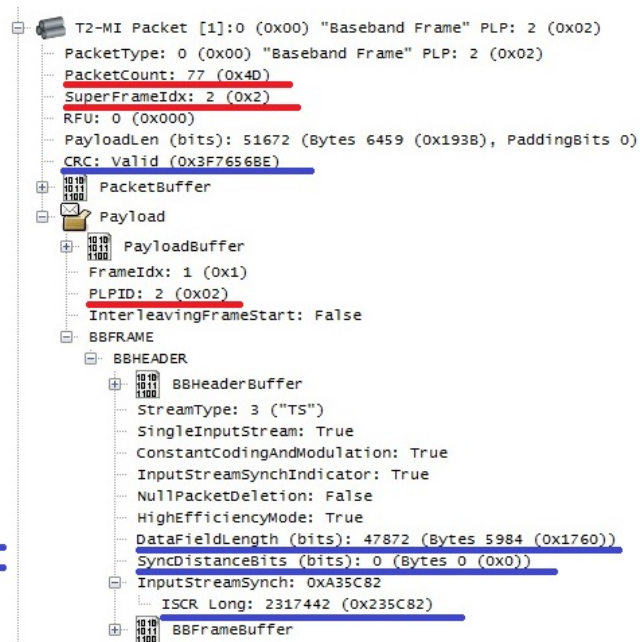 T2-MI Packet [1]:0 (0x00) "Baseband Frame" PLP: 2 (0x02)
PacketType: 0 (0x00) "Baseband Frame" PLP: 2 (0x02)
PacketCount: 77 (0x4D)
SuperFrameIdx: 2 (0x2)
RFU: 0 (0x000)
PayloadLen (bits): 51672 (Bytes 6459 (0x193B), PaddingBits 0)
CRC: Valid (0x3F7656BE)
PacketBuffer
Payload
PayloadBuffer
FrameIdx: 1 (0x1)
PLPID: 2 (0x02)
InterleavingFrameStart: False
BBFRAME
BBHEADER
BBHeaderBuffer
StreamType: 3 ("TS")
SingleInputStream: True
ConstantCodingAndModulation: True
InputStreamSynchIndicator: True
NullPacketDeletion: False
HighEfficiencyMode: True
DataFieldLength (bits): 47872 (Bytes 5984 (0x1760))
SyncDistanceBits (bits): 0 (Bytes 0 (0x0))
InputStreamSynch: 0xA35C82
ISCR Long: 2317442 (0x235C82)
BBFrameBuffer